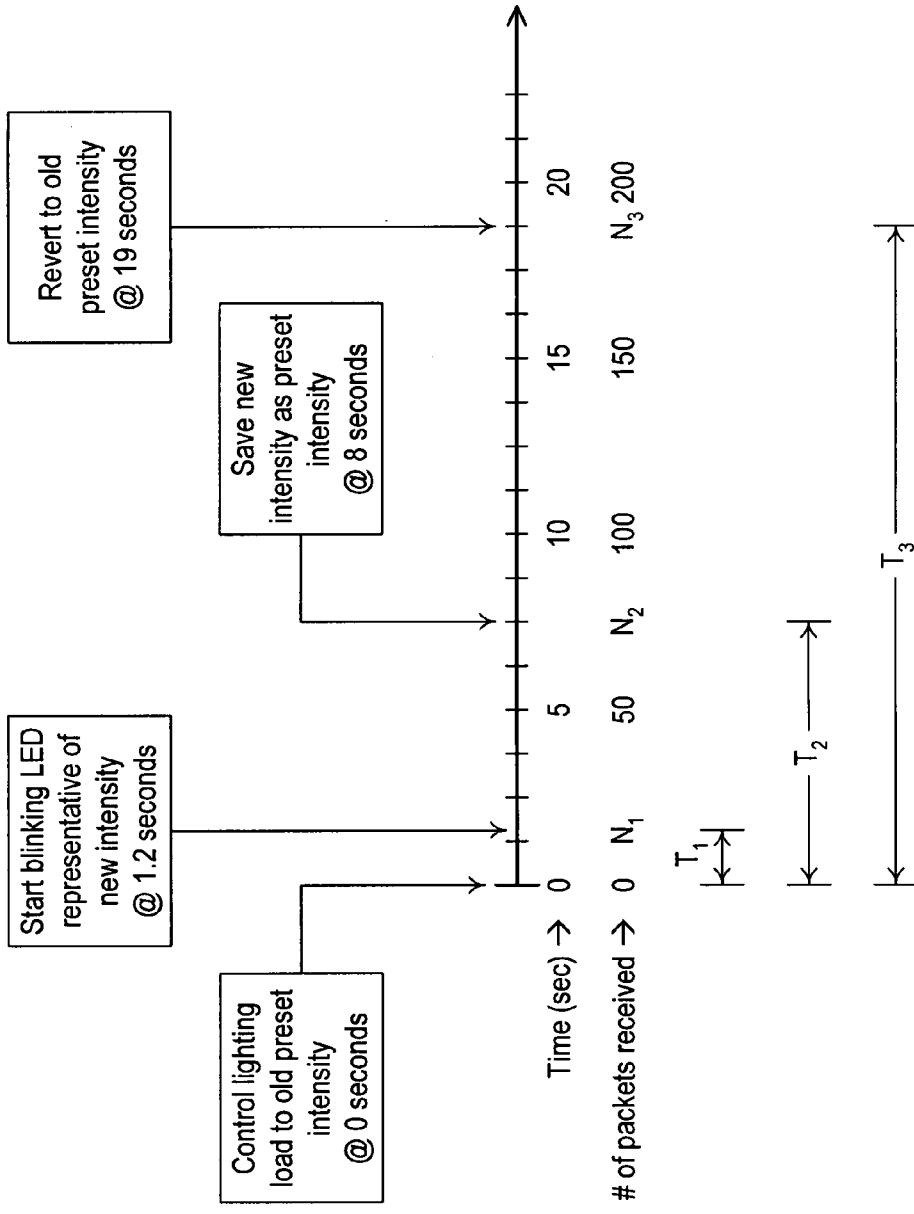 Control lighting
load to old preset
intensity
@ 0 seconds
Start blinking LED
representative of
new intensity
@ 1.2 seconds
Save new
intensity as preset
intensity
@ 8 seconds
Revert to old
preset intensity
@ 19 seconds
Time (sec) → 0 5 10 15 20
# of packets received → 0 N₁ 50 N₂ 100 150 N₃ 200
T₁
T₂
T₃